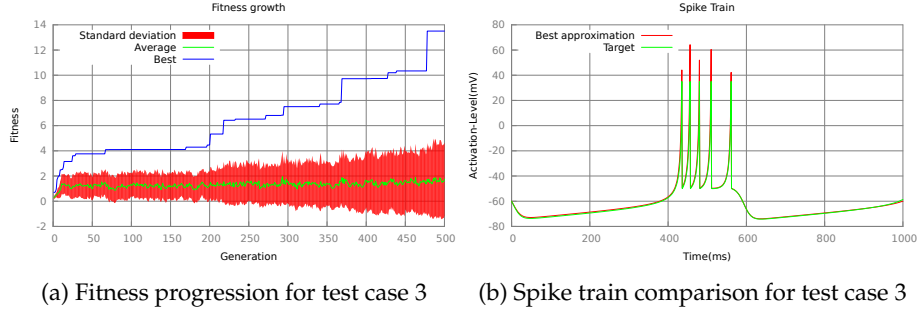 Fitness growth
Standard deviation
Average
Best
Fitness
14
12
10
8
6
4
2
0
-2
0 50 100 150 200 250 300 350 400 450 500
Generation
(a) Fitness progression for test case 3
Spike Train
Best approximation
Target
Activation-Level(mV)
80
60
40
20
0
-20
-40
-60
-80
0 200 400 600 800 1000
Time(ms)
(b) Spike train comparison for test case 3